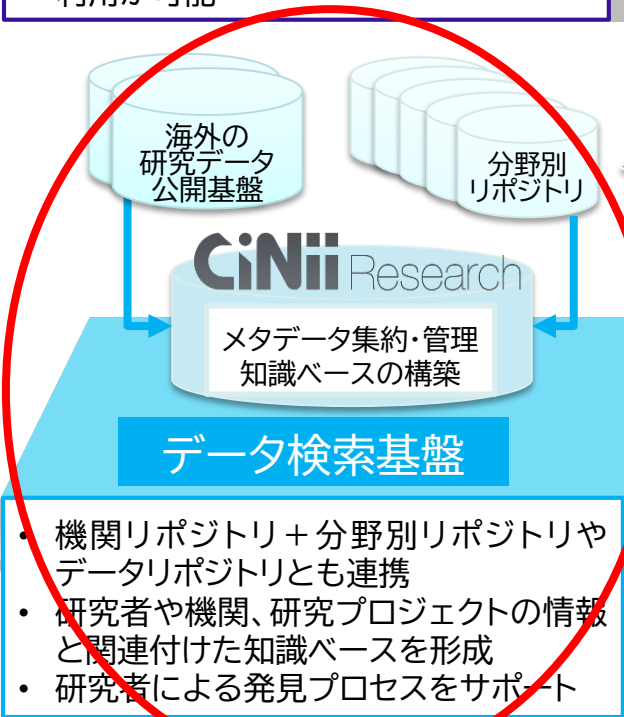 利用が可能
海外の
研究データ
公開基盤
分野別
リポジトリ
CiNii Research
メタデータ集約・管理
知識ベースの構築
データ検索基盤
• 機関リポジトリ＋分野別リポジトリや
データリポジトリとも連携
• 研究者や機関、研究プロジェクトの情報
と関連付けた知識ベースを形成
• 研究者による発見プロセスをサポート